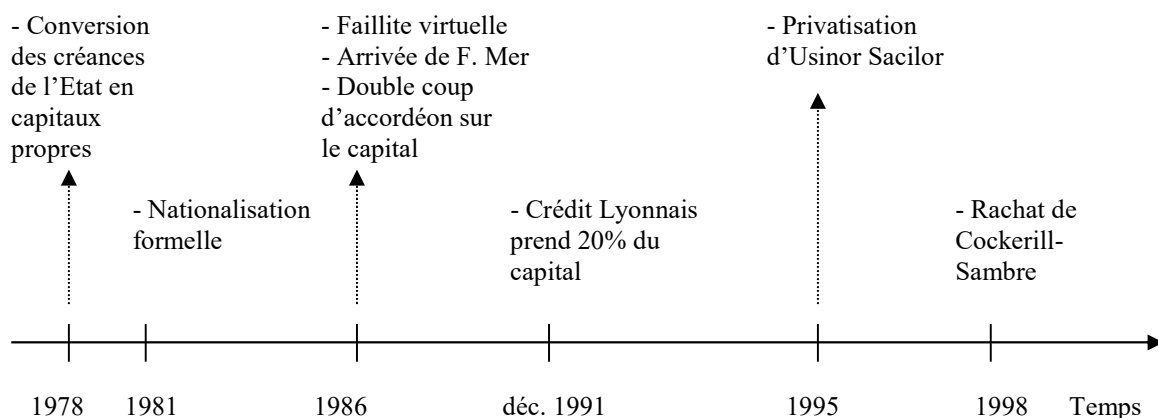 - Conversion
des créances
de l’Etat en
capitaux
propres
- Faillite virtuelle
- Arrivée de F. Mer
- Double coup
d’accordéon sur
le capital
- Privatisation
d’Usinor Sacilor
- Nationalisation
formelle
- Crédit Lyonnais
prend 20% du
capital
- Rachat de
Cockerill-
Sambre
1978 1981 1986 déc. 1991 1995 1998 Temps